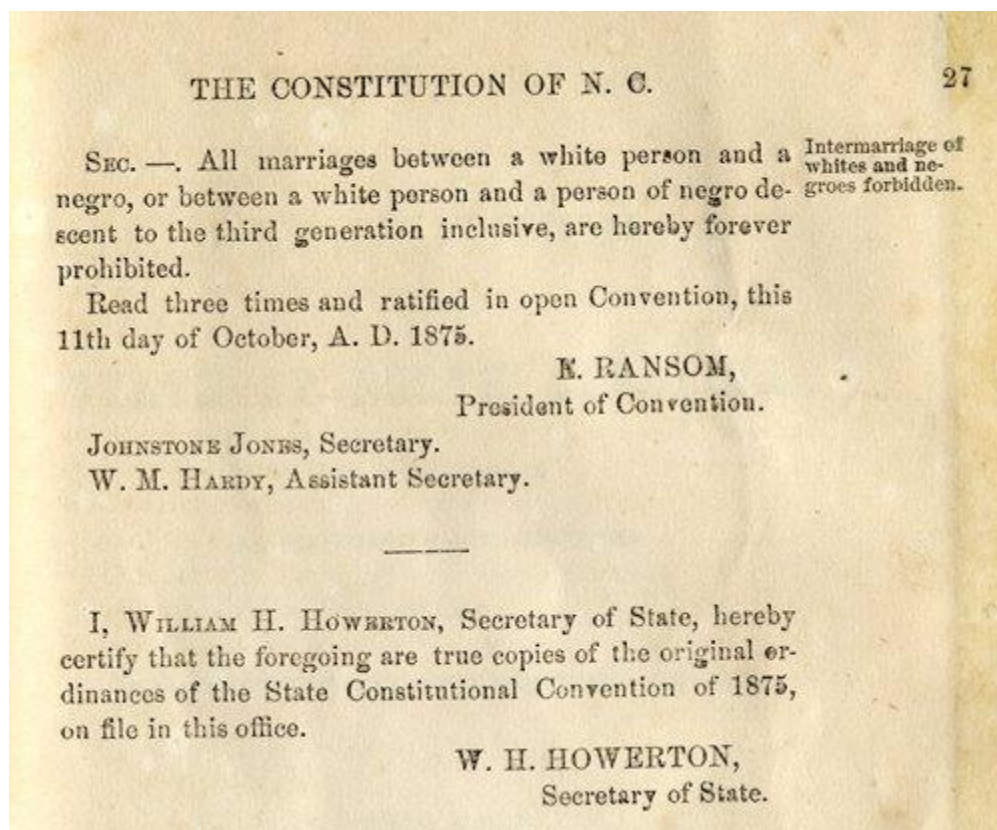 THE CONSTITUTION OF N. C.
27
SEC. —. All marriages between a white person and a
negro, or between a white person and a person of negro de-
scent to the third generation inclusive, are hereby forever
prohibited.
Intermarriage of
whites and ne-
groes forbidden.
Read three times and ratified in open Convention, this
11th day of October, A. D. 1875.
E. RANSOM,
President of Convention.
JOHNSTONE JONES, Secretary.
W. M. HARDY, Assistant Secretary.
I, WILLIAM H. HOWERTON, Secretary of State, hereby
certify that the foregoing are true copies of the original or-
dinances of the State Constitutional Convention of 1875,
on file in this office.
W. H. HOWERTON,
Secretary of State.